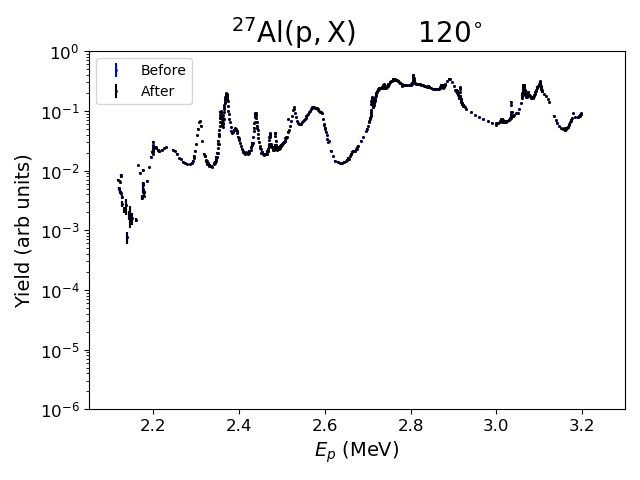 ²⁷Al(p, X) 120°
Before
After
Yield (arb units)
10⁰
10⁻¹
10⁻²
10⁻³
10⁻⁴
10⁻⁵
10⁻⁶
2.2 2.4 2.6 2.8 3.0 3.2
Eₚ (MeV)